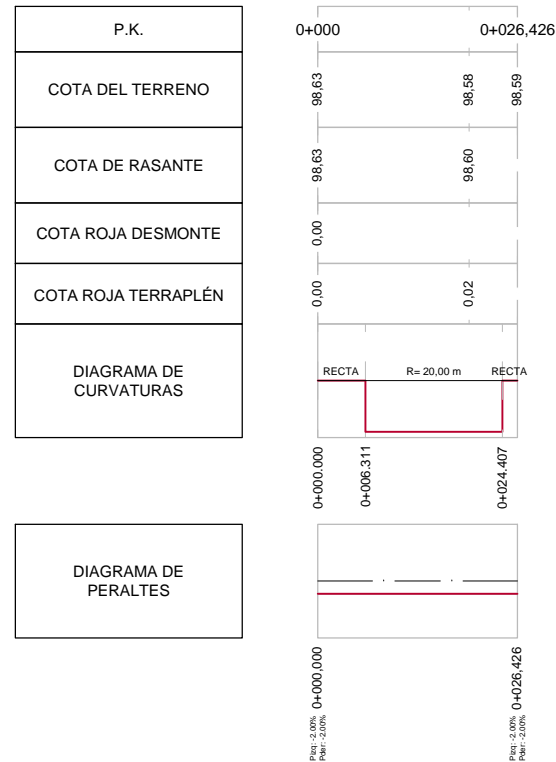 P.K.
0+000
0+026,426
COTA DEL TERRENO
98,63
98,58
98,59
COTA DE RASANTE
98,63
98,60
COTA ROJA DESMONTE
0,00
COTA ROJA TERRAPLÉN
0,00
0,02
DIAGRAMA DE
CURVATURAS
RECTA
R= 20,00 m
RECTA
0+000.000
0+006.311
0+024.407
DIAGRAMA DE
PERALTES
0+000,000
Pizq: -2.00%
Pder: -2.00%
0+026,426
Pizq: -2.00%
Pder: -2.00%